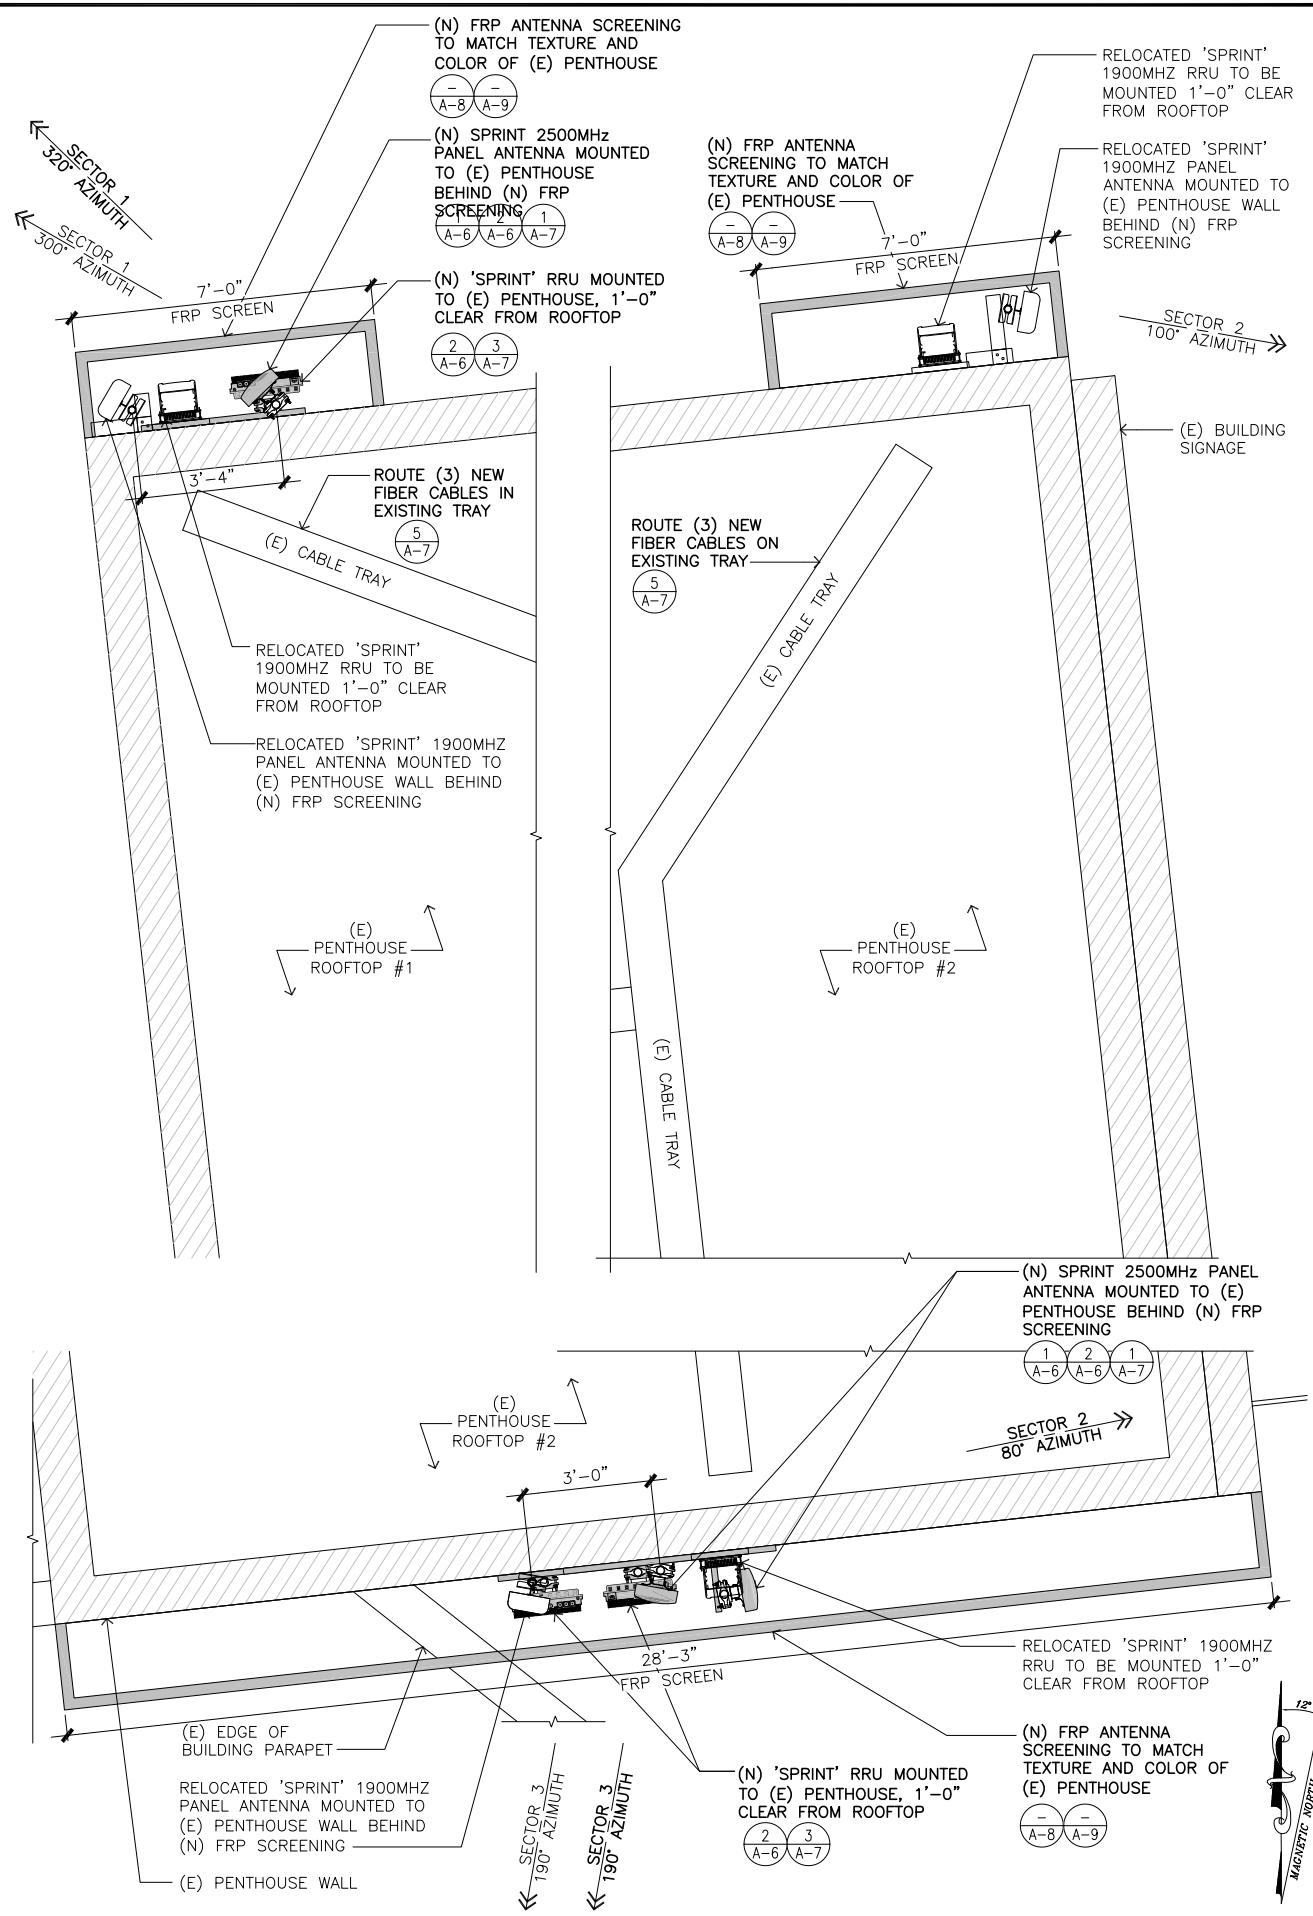 (N) FRP ANTENNA SCREENING
TO MATCH TEXTURE AND
COLOR OF (E) PENTHOUSE
– –
A-8 A-9
(N) SPRINT 2500MHz
PANEL ANTENNA MOUNTED
TO (E) PENTHOUSE
BEHIND (N) FRP
SCREENING
1 2 1
A-6 A-6 A-7
(N) 'SPRINT' RRU MOUNTED
TO (E) PENTHOUSE, 1'-0"
CLEAR FROM ROOFTOP
2 3
A-6 A-7
SECTOR 1
320° AZIMUTH
SECTOR 1
300° AZIMUTH
7'-0"
FRP SCREEN
(N) FRP ANTENNA
SCREENING TO MATCH
TEXTURE AND COLOR OF
(E) PENTHOUSE
– –
A-8 A-9
7'-0"
FRP SCREEN
RELOCATED 'SPRINT'
1900MHZ RRU TO BE
MOUNTED 1'-0" CLEAR
FROM ROOFTOP
RELOCATED 'SPRINT'
1900MHZ PANEL
ANTENNA MOUNTED TO
(E) PENTHOUSE WALL
BEHIND (N) FRP
SCREENING
SECTOR 2
100° AZIMUTH
(E) BUILDING
SIGNAGE
3'-4"
ROUTE (3) NEW
FIBER CABLES IN
EXISTING TRAY
5
A-7
(E) CABLE TRAY
ROUTE (3) NEW
FIBER CABLES ON
EXISTING TRAY
5
A-7
(E) CABLE TRAY
RELOCATED 'SPRINT'
1900MHZ RRU TO BE
MOUNTED 1'-0" CLEAR
FROM ROOFTOP
RELOCATED 'SPRINT' 1900MHZ
PANEL ANTENNA MOUNTED TO
(E) PENTHOUSE WALL BEHIND
(N) FRP SCREENING
(E)
PENTHOUSE
ROOFTOP #1
(E)
PENTHOUSE
ROOFTOP #2
(E) CABLE TRAY
(N) SPRINT 2500MHz PANEL
ANTENNA MOUNTED TO (E)
PENTHOUSE BEHIND (N) FRP
SCREENING
1 2 1
A-6 A-6 A-7
(E)
PENTHOUSE
ROOFTOP #2
SECTOR 2
80° AZIMUTH
3'-0"
28'-3"
FRP SCREEN
RELOCATED 'SPRINT' 1900MHZ
RRU TO BE MOUNTED 1'-0"
CLEAR FROM ROOFTOP
(N) FRP ANTENNA
SCREENING TO MATCH
TEXTURE AND COLOR OF
(E) PENTHOUSE
– –
A-8 A-9
(E) EDGE OF
BUILDING PARAPET
RELOCATED 'SPRINT' 1900MHZ
PANEL ANTENNA MOUNTED TO
(E) PENTHOUSE WALL BEHIND
(N) FRP SCREENING
(E) PENTHOUSE WALL
SECTOR 3
190° AZIMUTH
SECTOR 3
190° AZIMUTH
(N) 'SPRINT' RRU MOUNTED
TO (E) PENTHOUSE, 1'-0"
CLEAR FROM ROOFTOP
2 3
A-6 A-7
12°
MAGNETIC NORTH